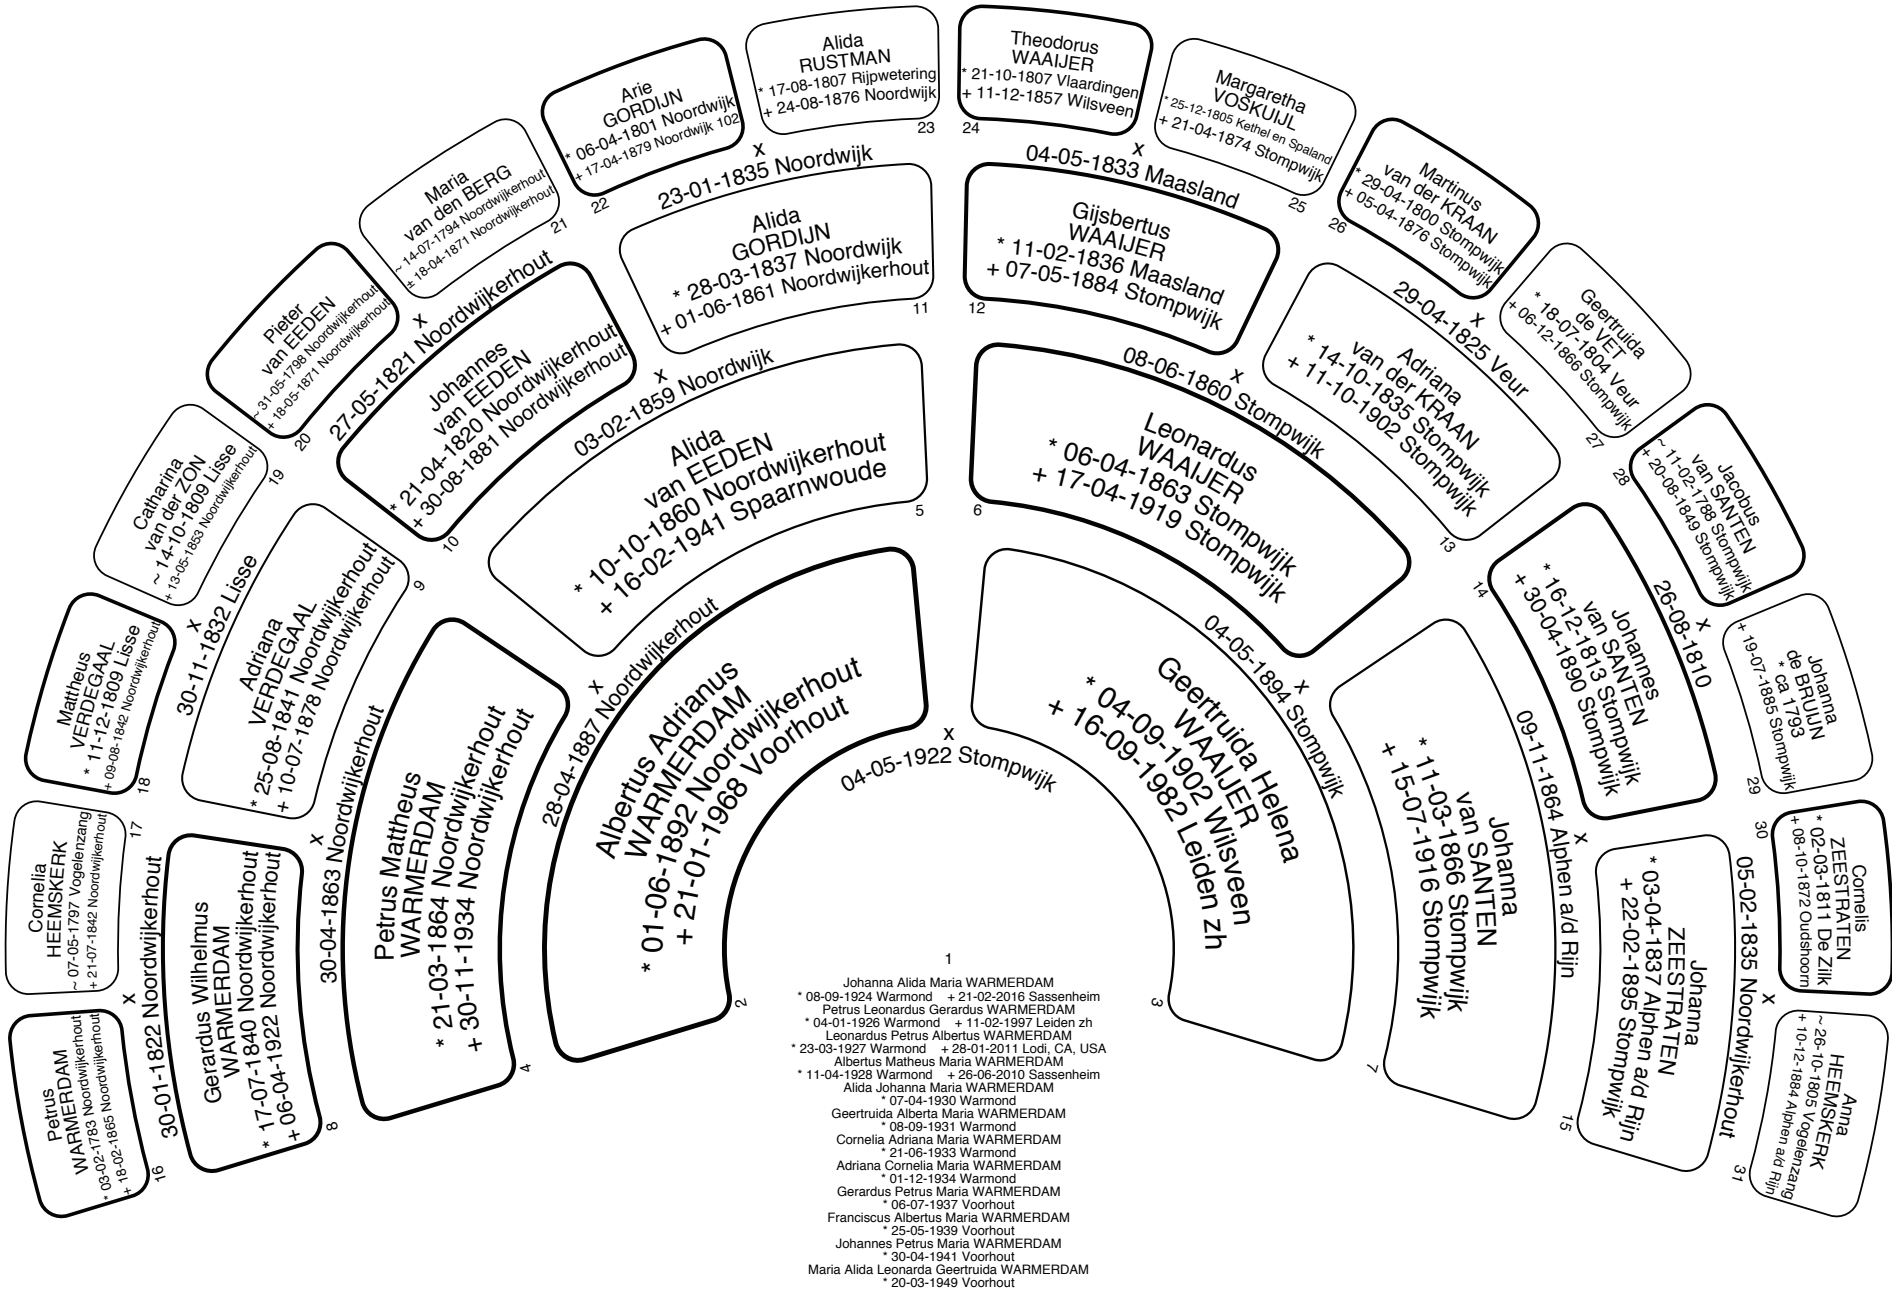 1
Johanna Alida Maria WARMERDAM
* 08-09-1924 Warmond + 21-02-2016 Sassenheim
Petrus Leonardus Gerardus WARMERDAM
* 04-01-1926 Warmond + 11-02-1997 Leiden zh
Leonardus Petrus Albertus WARMERDAM
* 23-03-1927 Warmond + 28-01-2011 Lodi, CA, USA
Albertus Matheus Maria WARMERDAM
* 11-04-1928 Warmond + 26-06-2010 Sassenheim
Alida Johanna Maria WARMERDAM
* 07-04-1930 Warmond
Geertruida Alberta Maria WARMERDAM
* 08-09-1931 Warmond
Cornelia Adriana Maria WARMERDAM
* 21-06-1933 Warmond
Adriana Cornelia Maria WARMERDAM
* 01-12-1934 Warmond
Gerardus Petrus Maria WARMERDAM
* 06-07-1937 Voorhout
Franciscus Albertus Maria WARMERDAM
* 25-05-1939 Voorhout
Johannes Petrus Maria WARMERDAM
* 30-04-1941 Voorhout
Maria Alida Leonarda Geertruida WARMERDAM
* 20-03-1949 Voorhout
2
Albertus Adrianus
WARMERDAM
* 01-06-1892 Noordwijkerhout
+ 21-01-1968 Voorhout
x
04-05-1922 Stompwijk
3
Geertruida Helena
WAAIJER
* 04-09-1902 Wilsveen
+ 16-09-1982 Leiden zh
4
Petrus Mattheus
WARMERDAM
* 21-03-1864 Noordwijkerhout
+ 30-11-1934 Noordwijkerhout
x
28-04-1887 Noordwijkerhout
5
Alida
van EEDEN
* 10-10-1860 Noordwijkerhout
+ 16-02-1941 Spaarnwoude
6
Leonardus
WAAIJER
* 06-04-1863 Stompwijk
+ 17-04-1919 Stompwijk
x
04-05-1894 Stompwijk
7
Johanna
van SANTEN
* 11-03-1866 Stompwijk
+ 15-07-1916 Stompwijk
8
Gerardus Wilhelmus
WARMERDAM
* 17-07-1840 Noordwijkerhout
+ 06-04-1922 Noordwijkerhout
x
30-04-1863 Noordwijkerhout
9
Adriana
VERDEGAAL
* 25-08-1841 Noordwijkerhout
+ 10-07-1878 Noordwijkerhout
10
Johannes
van EEDEN
* 21-04-1820 Noordwijkerhout
+ 30-08-1881 Noordwijkerhout
x
03-02-1859 Noordwijk
11
Alida
GORDIJN
* 28-03-1837 Noordwijk
+ 01-06-1861 Noordwijkerhout
12
Gijsbertus
WAAIJER
* 11-02-1836 Maasland
+ 07-05-1884 Stompwijk
x
08-06-1860 Stompwijk
13
Adriana
van der KRAAN
* 14-10-1835 Stompwijk
+ 11-10-1902 Stompwijk
14
Johannes
van SANTEN
* 16-12-1813 Stompwijk
+ 30-04-1890 Stompwijk
x
09-11-1864 Alphen a/d Rijn
15
Johanna
ZEESTRATEN
* 03-04-1837 Alphen a/d Rijn
+ 22-02-1895 Stompwijk
16
Petrus
WARMERDAM
* 03-02-1783 Noordwijkerhout
+ 18-02-1865 Noordwijkerhout
x
30-01-1822 Noordwijkerhout
17
Cornelia
HEEMSKERK
~ 07-05-1797 Vogelenzang
+ 21-07-1842 Noordwijkerhout
18
Mattheus
VERDEGAAL
* 11-12-1809 Lisse
+ 09-08-1842 Noordwijkerhout
x
30-11-1832 Lisse
19
Catharina
van der ZON
~ 14-10-1809 Lisse
+ 13-05-1853 Noordwijkerhout
20
Pieter
van EEDEN
~ 31-05-1798 Noordwijkerhout
+ 18-05-1871 Noordwijkerhout
x
27-05-1821 Noordwijkerhout
21
Maria
van den BERG
~ 14-07-1794 Noordwijkerhout
+ 18-04-1871 Noordwijkerhout
22
Arie
GORDIJN
* 06-04-1801 Noordwijk
+ 17-04-1879 Noordwijk 102
x
23-01-1835 Noordwijk
23
Alida
RUSTMAN
* 17-08-1807 Rijpwetering
+ 24-08-1876 Noordwijk
24
Theodorus
WAAIJER
* 21-10-1807 Vlaardingen
+ 11-12-1857 Wilsveen
x
04-05-1833 Maasland
25
Margaretha
VOSKUIJL
* 25-12-1805 Kethel en Spaland
+ 21-04-1874 Stompwijk
26
Martinus
van der KRAAN
* 29-04-1800 Stompwijk
+ 05-04-1876 Stompwijk
x
29-04-1825 Veur
27
Geertruida
de VET
* 18-07-1804 Veur
+ 06-12-1866 Stompwijk
28
Jacobus
van SANTEN
~ 11-02-1788 Stompwijk
+ 20-08-1849 Stompwijk
x
26-08-1810
29
Johanna
de BRUIJN
* ca 1793
+ 19-07-1885 Stompwijk
30
Cornelis
ZEESTRATEN
* 02-03-1811 De Zilk
+ 08-10-1872 Oudshoorn
x
05-02-1835 Noordwijkerhout
31
Anna
HEEMSKERK
~ 26-10-1805 Vogelenzang
+ 10-12-1884 Alphen a/d Rijn